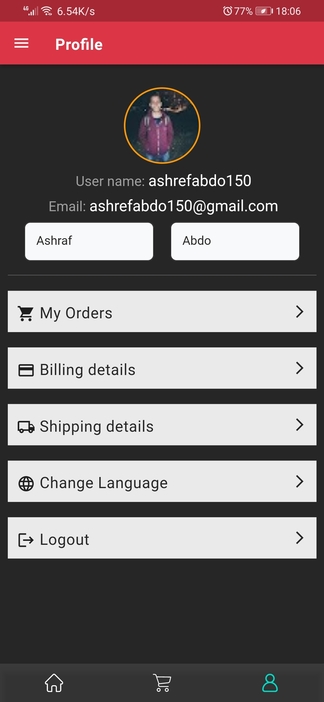 6.54K/s 77% 18:06
Profile
User name: ashrefabdo150
Email: ashrefabdo150@gmail.com
Ashraf Abdo
My Orders
Billing details
Shipping details
Change Language
Logout